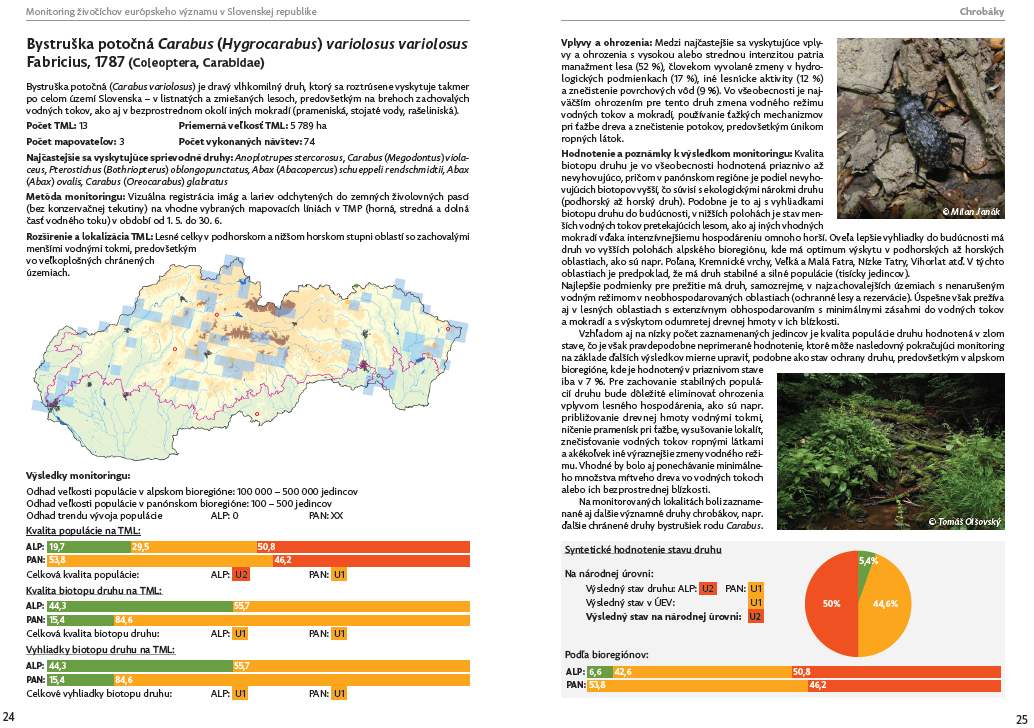 Monitoring živočíchov európskeho významu v Slovenskej republike
Bystruška potočná Carabus (Hygrocarabus) variolosus variolosus
Fabricius, 1787 (Coleoptera, Carabidae)
Bystruška potočná (Carabus variolosus) je dravý vlhkomilný druh, ktorý sa roztrúsene vyskytuje takmer
po celom území Slovenska – v listnatých a zmiešaných lesoch, predovšetkým na brehoch zachovalých
vodných tokov, ako aj v bezprostrednom okolí iných mokradí (prameniská, stojaté vody, rašeliniská).
Počet TML: 13 Priemerná veľkosť TML: 5 789 ha
Počet mapovateľov: 3 Počet vykonaných návštev: 74
Najčastejšie sa vyskytujúce sprievodné druhy: Anoplotrupes stercorosus, Carabus (Megodontus) viola-
ceus, Pterostichus (Bothriopterus) oblongopunctatus, Abax (Abacopercus) schueppeli rendschmidtii, Abax
(Abax) ovalis, Carabus (Oreocarabus) glabratus
Metóda monitoringu: Vizuálna registrácia imág a lariev odchytených do zemných živolovných pascí
(bez konzervačnej tekutiny) na vhodne vybraných mapovacích líniách v TMP (horná, stredná a dolná
časť vodného toku) v období od 1. 5. do 30. 6.
Rozšírenie a lokalizácia TML: Lesné celky v podhorskom a nižšom horskom stupni oblastí so zachovalými
menšími vodnými tokmi, predovšetkým
vo veľkoplošných chránených
územiach.
Výsledky monitoringu:
Odhad veľkosti populácie v alpskom bioregióne: 100 000 – 500 000 jedincov
Odhad veľkosti populácie v panónskom bioregióne: 100 – 500 jedincov
Odhad trendu vývoja populácie ALP: 0 PAN: XX
Kvalita populácie na TML:
ALP: 19,7 29,5 50,8
PAN: 53,8 46,2
Celková kvalita populácie: ALP: U2 PAN: U1
Kvalita biotopu druhu na TML:
ALP: 44,3 55,7
PAN: 15,4 84,6
Celková kvalita biotopu druhu: ALP: U1 PAN: U1
Vyhliadky biotopu druhu na TML:
ALP: 44,3 55,7
PAN: 15,4 84,6
Celkové vyhliadky biotopu druhu: ALP: U1 PAN: U1
24
Chrobáky
Vplyvy a ohrozenia: Medzi najčastejšie sa vyskytujúce vply-
vy a ohrozenia s vysokou alebo strednou intenzitou patria
manažment lesa (52 %), človekom vyvolané zmeny v hydro-
logických podmienkach (17 %), iné lesnícke aktivity (12 %)
a znečistenie povrchových vôd (9 %). Vo všeobecnosti je naj-
väčším ohrozením pre tento druh zmena vodného režimu
vodných tokov a mokradí, používanie ťažkých mechanizmov
pri ťažbe dreva a znečistenie potokov, predovšetkým únikom
ropných látok.
Hodnotenie a poznámky k výsledkom monitoringu: Kvalita
biotopu druhu je vo všeobecnosti hodnotená priaznivo až
nevyhovujúco, pričom v panónskom regióne je podiel nevyho-
vujúcich biotopov vyšší, čo súvisí s ekologickými nárokmi druhu
(podhorský až horský druh). Podobne je to aj s vyhliadkami
biotopu druhu do budúcnosti, v nižších polohách je stav men-
ších vodných tokov pretekajúcich lesom, ako aj iných vhodných
mokradí vďaka intenzívnejšiemu hospodáreniu omnoho horší. Oveľa lepšie vyhliadky do budúcnosti má
druh vo vyšších polohách alpského bioregiónu, kde má optimum výskytu v podhorských až horských
oblastiach, ako sú napr. Poľana, Kremnické vrchy, Veľká a Malá Fatra, Nízke Tatry, Vihorlat atď. V týchto
oblastiach je predpoklad, že má druh stabilné a silné populácie (tisícky jedincov).
Najlepšie podmienky pre prežitie má druh, samozrejme, v najzachovalejších územiach s nenarušeným
vodným režimom v neobhospodarovaných oblastiach (ochranné lesy a rezervácie). Úspešne však prežíva
aj v lesných oblastiach s extenzívnym obhospodarovaním s minimálnymi zásahmi do vodných tokov
a mokradí a s výskytom odumretej drevnej hmoty v ich blízkosti.
Vzhľadom aj na nízky počet zaznamenaných jedincov je kvalita populácie druhu hodnotená v zlom
stave, čo je však pravdepodobne neprimerané hodnotenie, ktoré môže nasledovný pokračujúci monitoring
na základe ďalších výsledkov mierne upraviť, podobne ako stav ochrany druhu, predovšetkým v alpskom
bioregióne, kde je hodnotený v priaznivom stave
iba v 7 %. Pre zachovanie stabilných populá-
cií druhu bude dôležité eliminovať ohrozenia
vplyvom lesného hospodárenia, ako sú napr.
približovanie drevnej hmoty vodnými tokmi,
ničenie pramenísk pri ťažbe, vysušovanie lokalít,
znečisťovanie vodných tokov ropnými látkami
a akékoľvek iné výraznejšie zmeny vodného reži-
mu. Vhodné by bolo aj ponechávanie minimálne-
ho množstva mŕtveho dreva vo vodných tokoch
alebo ich bezprostrednej blízkosti.
Na monitorovaných lokalitách boli zazname-
nané aj ďalšie významné druhy chrobákov, napr.
ďalšie chránené druhy bystrušiek rodu Carabus.
© Milan Janák
© Tomáš Olšovský
Syntetické hodnotenie stavu druhu
Na národnej úrovni:
Výsledný stav druhu: ALP: U2 PAN: U1
Výsledný stav v ÚEV: U1
Výsledný stav na národnej úrovni: U2
5,4%
50% 44,6%
Podľa bioregiónov:
ALP: 6,6 42,6 50,8
PAN: 53,8 46,2
25